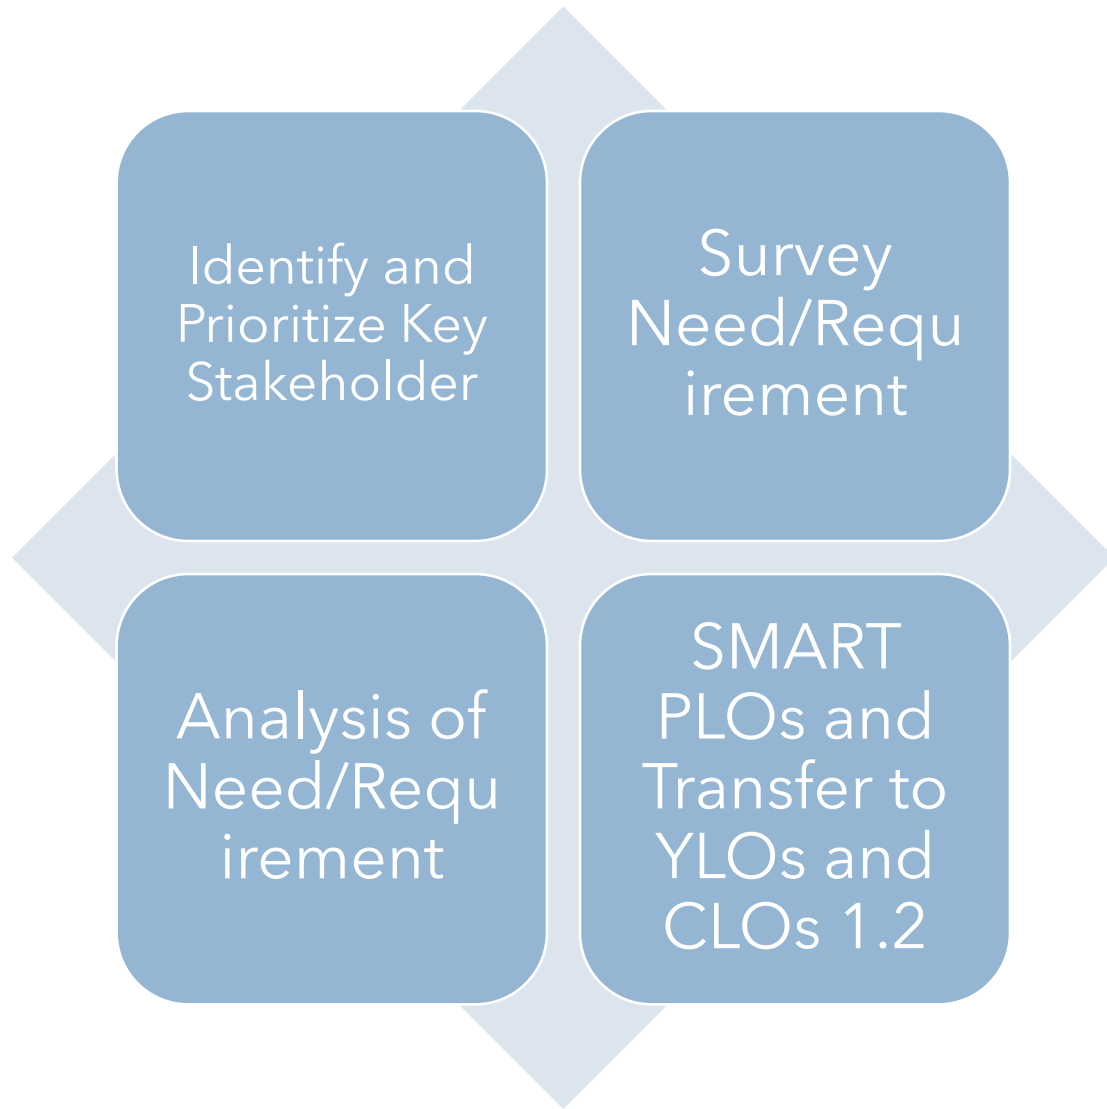 Identify and
Prioritize Key
Stakeholder
Survey
Need/Requ
irement
Analysis of
Need/Requ
irement
SMART
PLOs and
Transfer to
YLOs and
CLOs 1.2